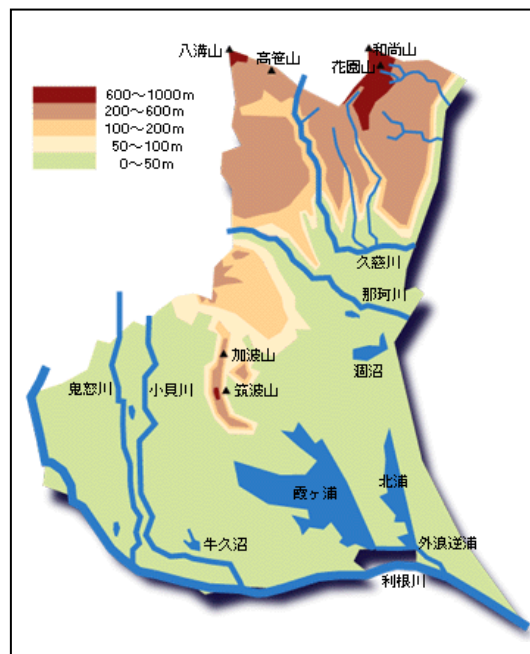 八溝山
高笹山
和尚山
花園山
600～1000m
200～600m
100～200m
50～100m
0～50m
久慈川
那珂川
加波山
涸沼
鬼怒川
小貝川
筑波山
霞ヶ浦
北浦
牛久沼
外浪逆浦
利根川